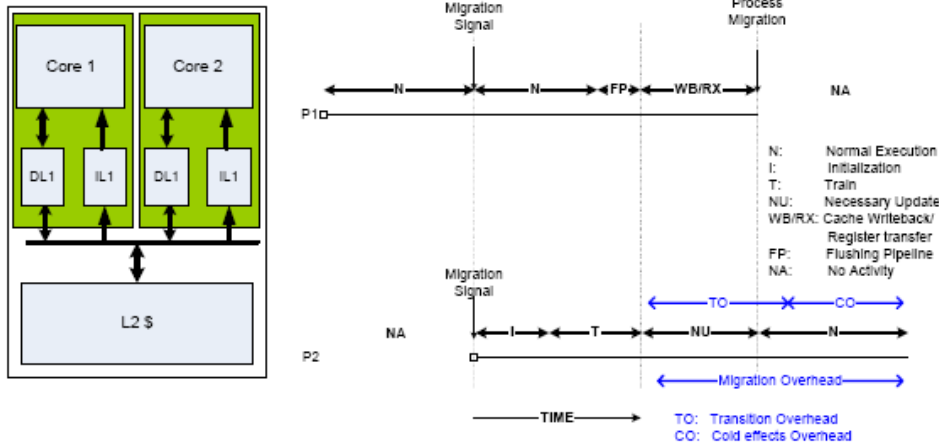 Core 1
Core 2
DL1
IL1
DL1
IL1
L2 $
Migration
Signal
Process
Migration
N
N
FP
WB/RX
NA
P1
N: Normal Execution
I: Initialization
T: Train
NU: Necessary Update
WB/RX: Cache Writeback/
Register transfer
FP: Flushing Pipeline
NA: No Activity
Migration
Signal
TO
CO
NA
I
T
NU
N
P2
Migration Overhead
TIME
TO: Transition Overhead
CO: Cold effects Overhead